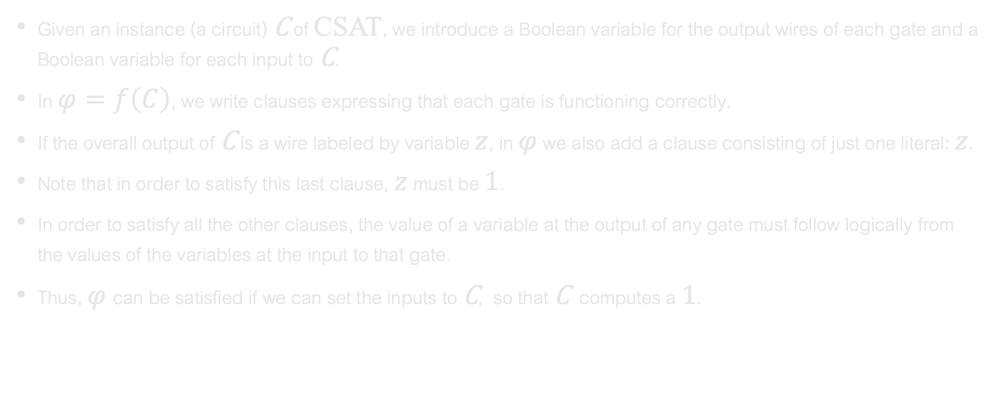 • Given an instance (a circuit) C of CSAT, we introduce a Boolean variable for the output wires of each gate and a
Boolean variable for each input to C.
• In φ = f(C), we write clauses expressing that each gate is functioning correctly.
• If the overall output of C is a wire labeled by variable z, in φ we also add a clause consisting of just one literal: z.
• Note that in order to satisfy this last clause, z must be 1.
• In order to satisfy all the other clauses, the value of a variable at the output of any gate must follow logically from
the values of the variables at the input to that gate.
• Thus, φ can be satisfied if we can set the inputs to C, so that C computes a 1.